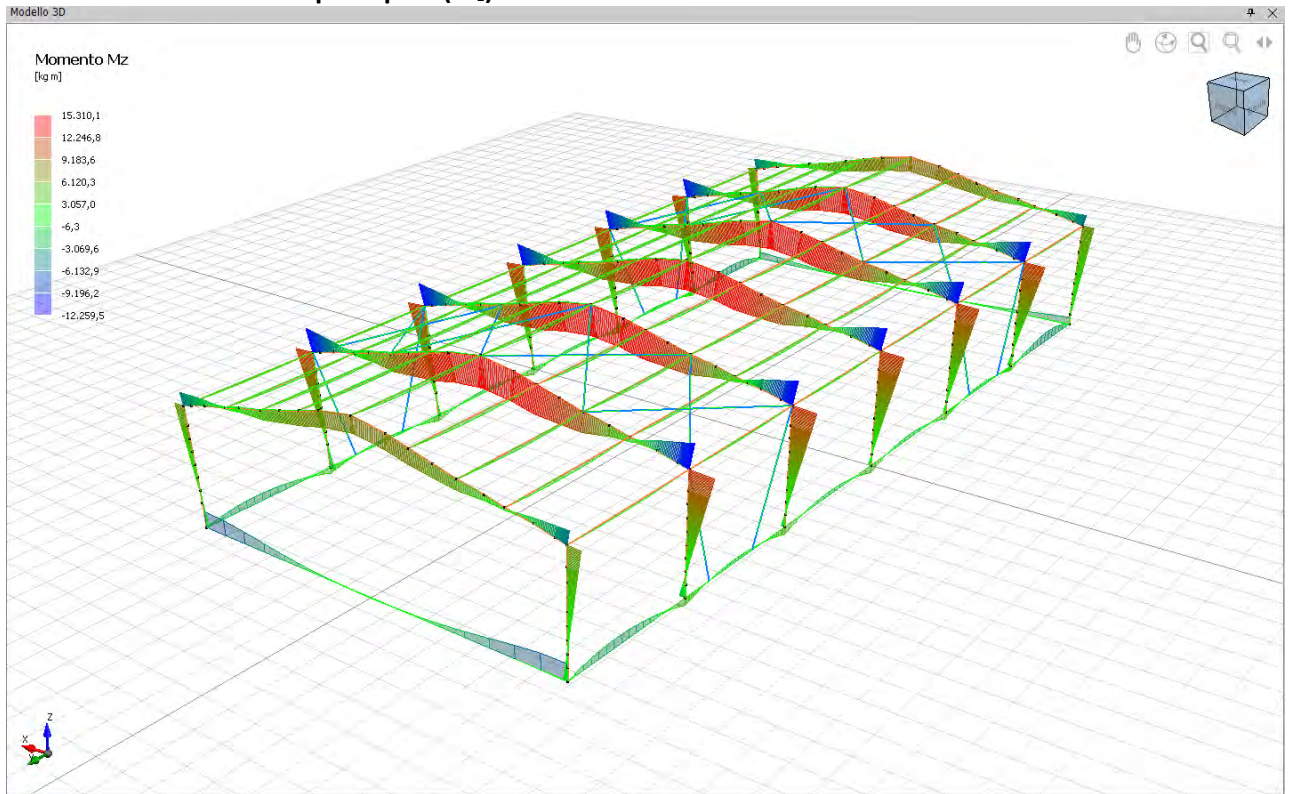 Modello 3D
Momento Mz
[kg m]
15.310,1
12.246,8
9.183,6
6.120,3
3.057,0
-6,3
-3.069,6
-6.132,9
-9.196,2
-12.259,5
Z
X